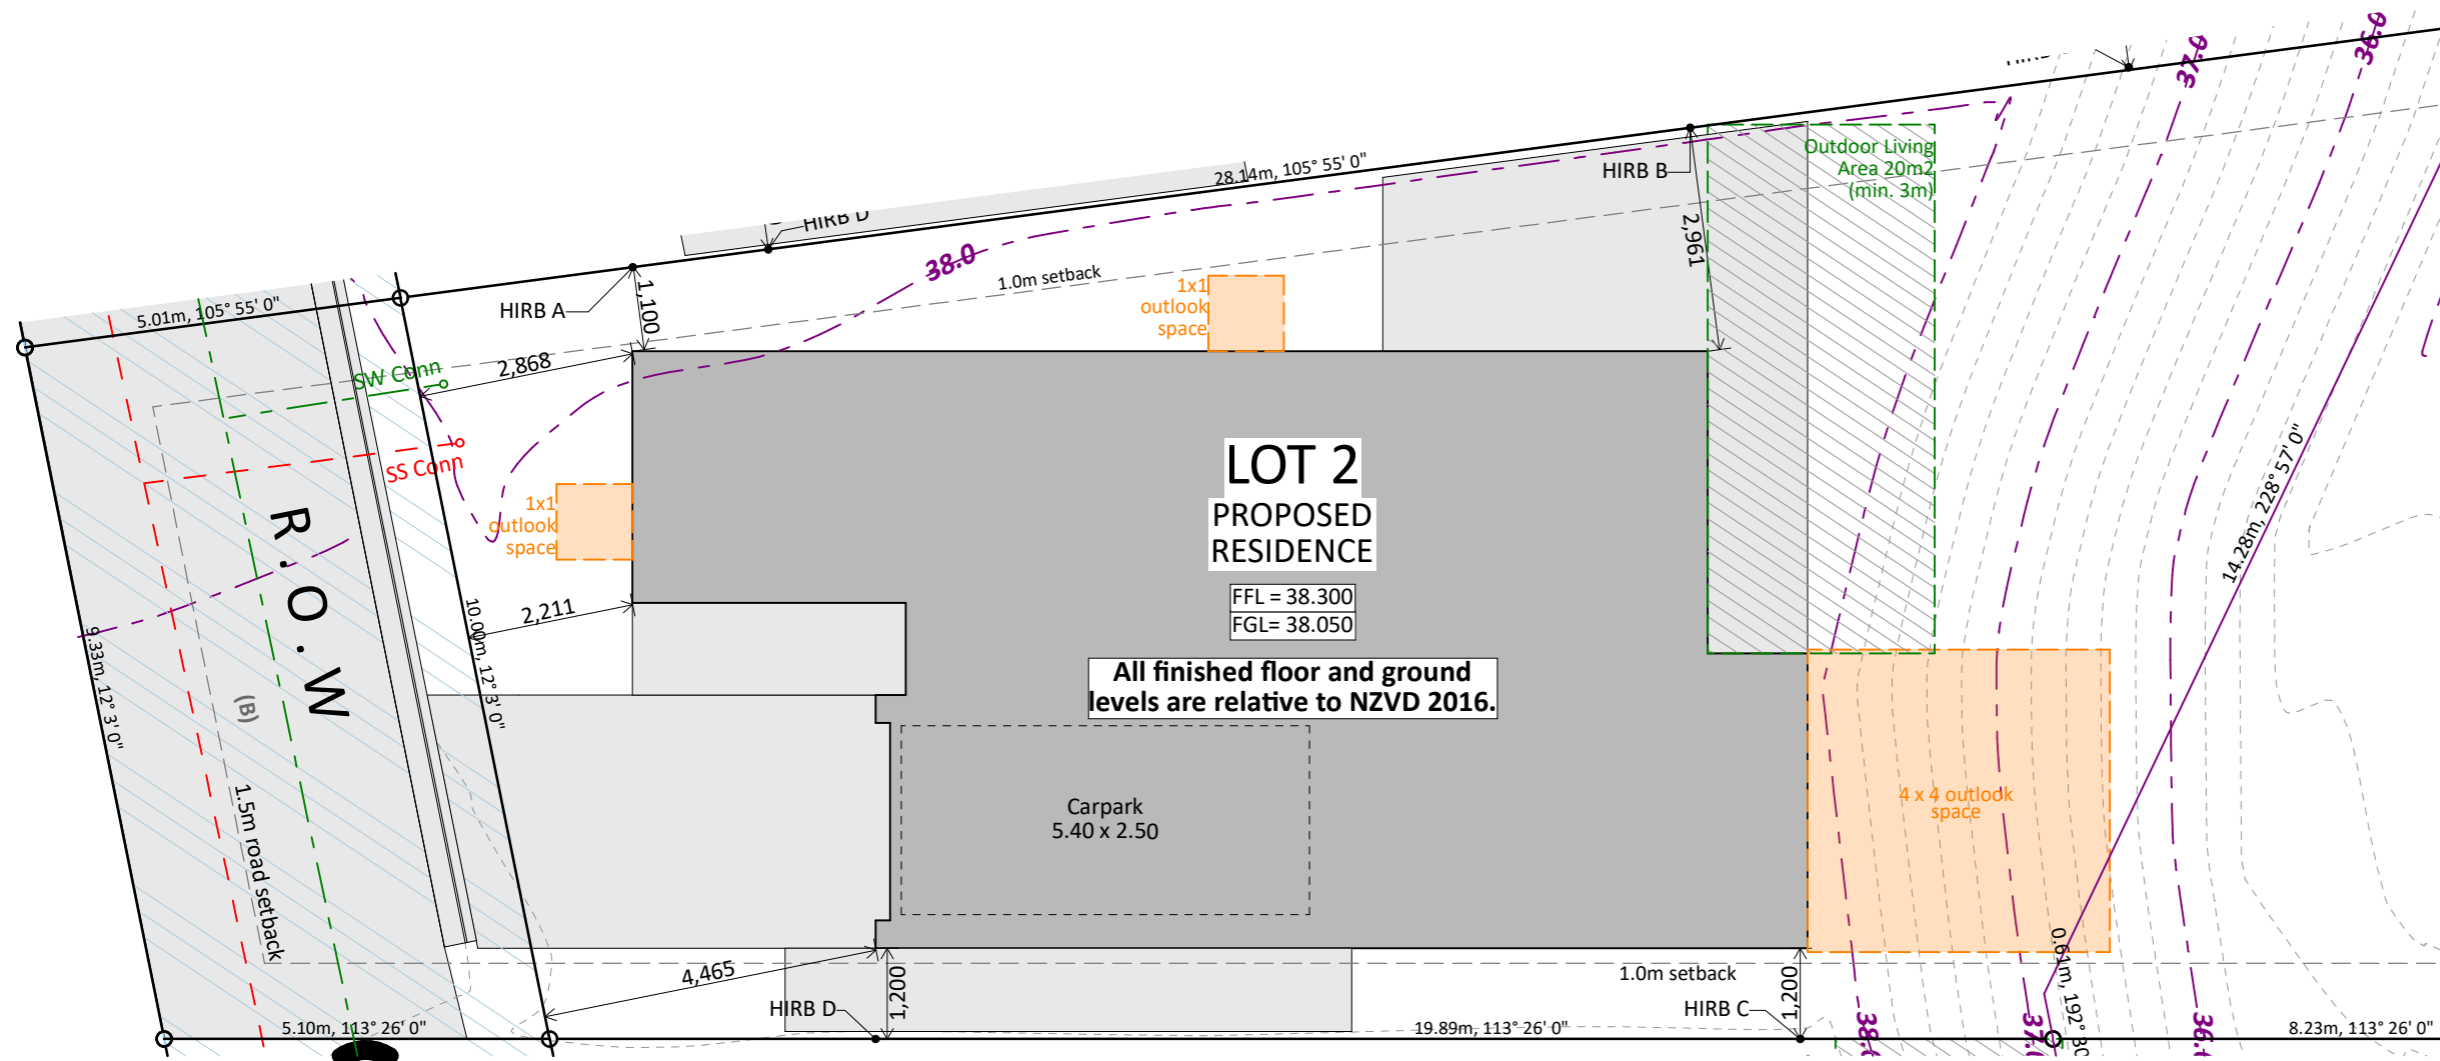 36.0
37.0
Outdoor Living
Area 20m2
(min. 3m)
28.14m, 105° 55' 0"
HIRB B
HIRB D
2,961
38.0
1.0m setback
5.01m, 105° 55' 0"
HIRB A
1,100
1x1
outlook
space
2,868
SW Conn
SS Conn
LOT 2
PROPOSED
RESIDENCE
FFL = 38.300
FGL= 38.050
All finished floor and ground
levels are relative to NZVD 2016.
1x1
outlook
space
R.O.W
(B)
2,211
10.00m, 12° 3' 0"
9.33m, 12° 3' 0"
14.28m, 228° 57' 0"
1.5m road setback
Carpark
5.40 x 2.50
4 x 4 outlook
space
4,465
1,200
HIRB D
1.0m setback
HIRB C
1,200
5.10m, 113° 26' 0"
19.89m, 113° 26' 0"
0.61m, 192° 30
8.23m, 113° 26' 0"